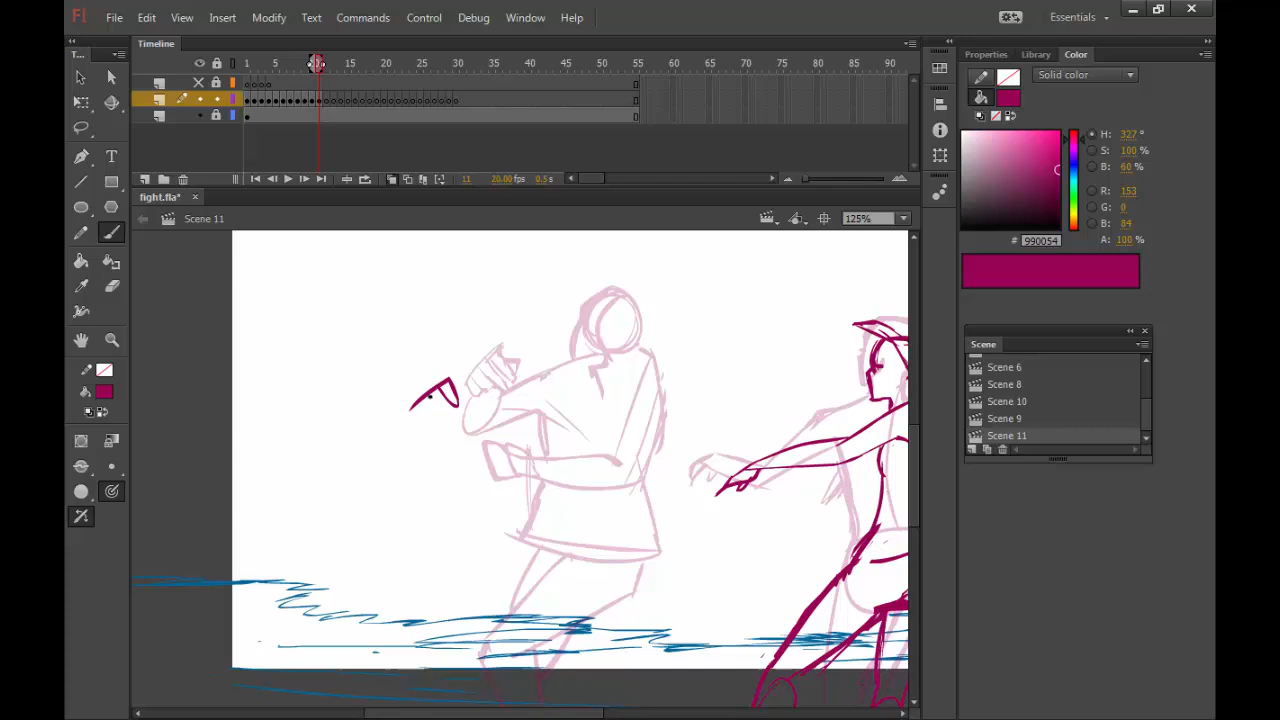 Fl File Edit View Insert Modify Text Commands Control Debug Window Help Essentials
Timeline
1 5 15 20 25 30 35 40 45 50 55 60 65 70 75 80 85 90
11 20.00 fps 0.5 s
fight.fla* ×
Scene 11 125%
T...
Properties Library Color
Solid color
H: 327 °
S: 100 %
B: 60 %
R: 153
G: 0
B: 84
# 990054 A: 100 %
Scene
Scene 6
Scene 8
Scene 10
Scene 9
Scene 11